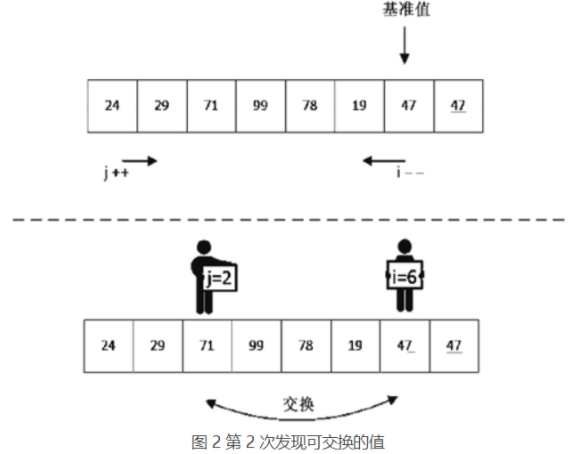 基准值
24 29 71 99 78 19 47 47
j ++ i −−
j=2 i=6
24 29 71 99 78 19 47 47
交换
图 2 第 2 次发现可交换的值